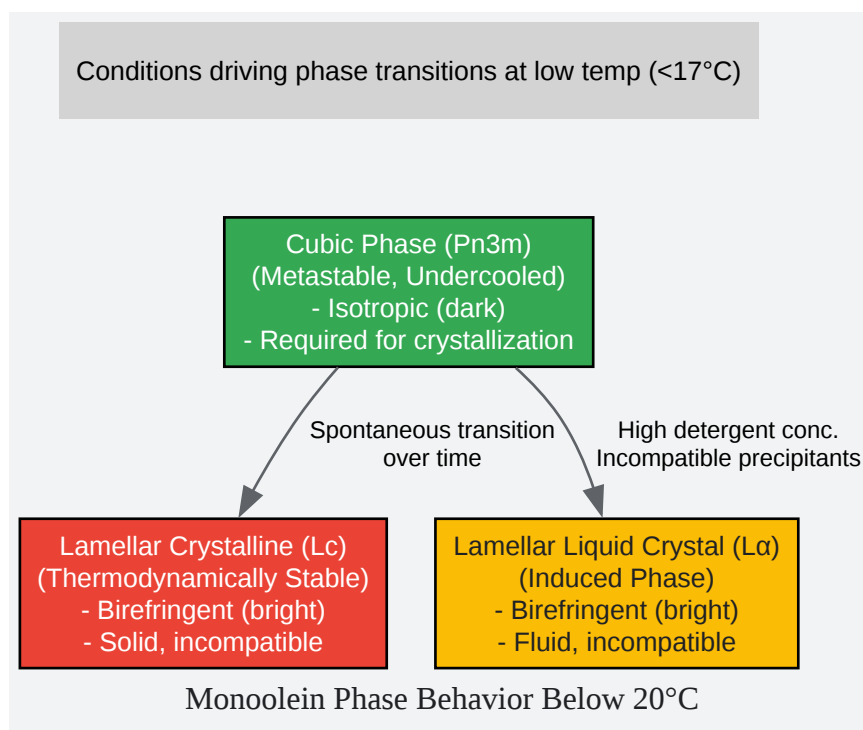 Conditions driving phase transitions at low temp (<17°C)
Cubic Phase (Pn3m)
(Metastable, Undercooled)
- Isotropic (dark)
- Required for crystallization
Spontaneous transition
over time
High detergent conc.
Incompatible precipitants
Lamellar Crystalline (Lc)
(Thermodynamically Stable)
- Birefringent (bright)
- Solid, incompatible
Lamellar Liquid Crystal (Lα)
(Induced Phase)
- Birefringent (bright)
- Fluid, incompatible
Monoolein Phase Behavior Below 20°C